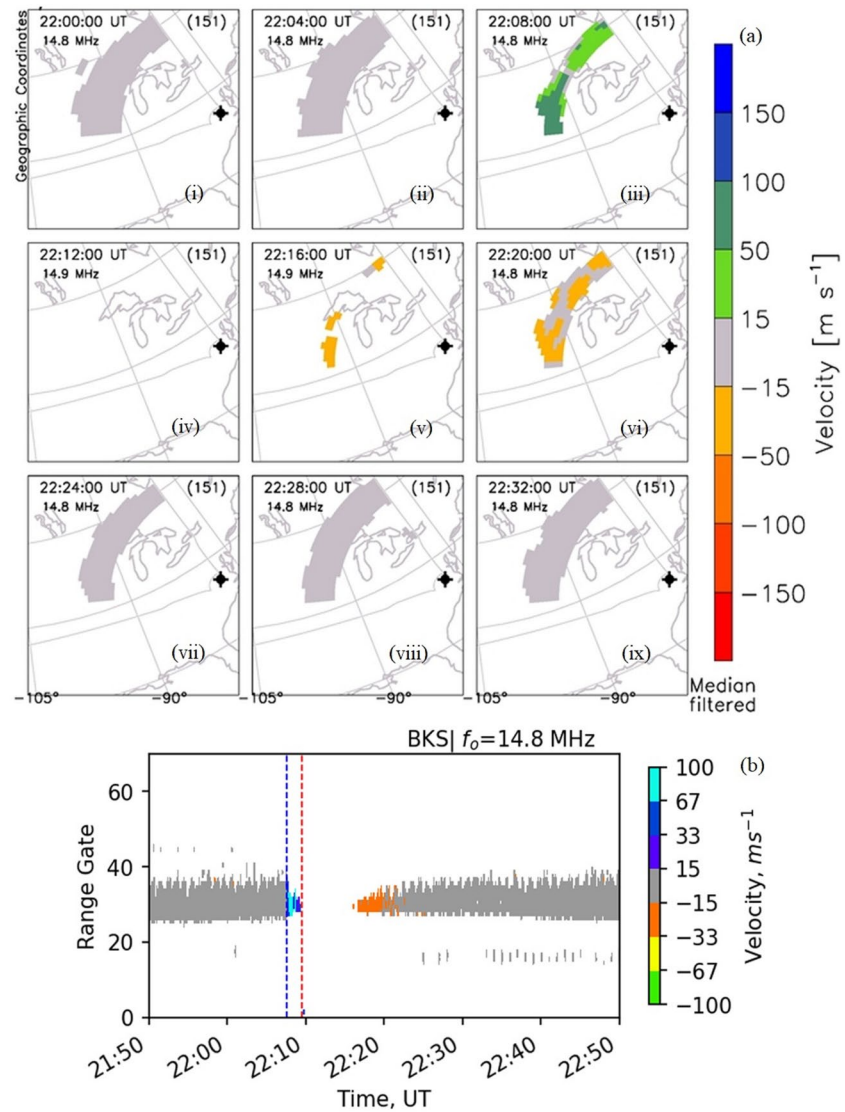 Geographic Coordinates
22:00:00 UT (151)
14.8 MHz
(i)
22:04:00 UT (151)
14.8 MHz
(ii)
22:08:00 UT (151)
14.8 MHz
(iii)
22:12:00 UT (151)
14.9 MHz
(iv)
22:16:00 UT (151)
14.9 MHz
(v)
22:20:00 UT (151)
14.8 MHz
(vi)
22:24:00 UT (151)
14.8 MHz
(vii)
22:28:00 UT (151)
14.8 MHz
(viii)
22:32:00 UT (151)
14.8 MHz
(ix)
−105° −90° −105° −90° −105° −90°
(a)
150
100
50
15
−15
−50
−100
−150
Velocity [m s⁻¹]
Median
filtered
BKS| fₒ=14.8 MHz
(b)
Range Gate
60
40
20
0
21:50 22:00 22:10 22:20 22:30 22:40 22:50
Time, UT
100
67
33
15
−15
−33
−67
−100
Velocity, ms⁻¹